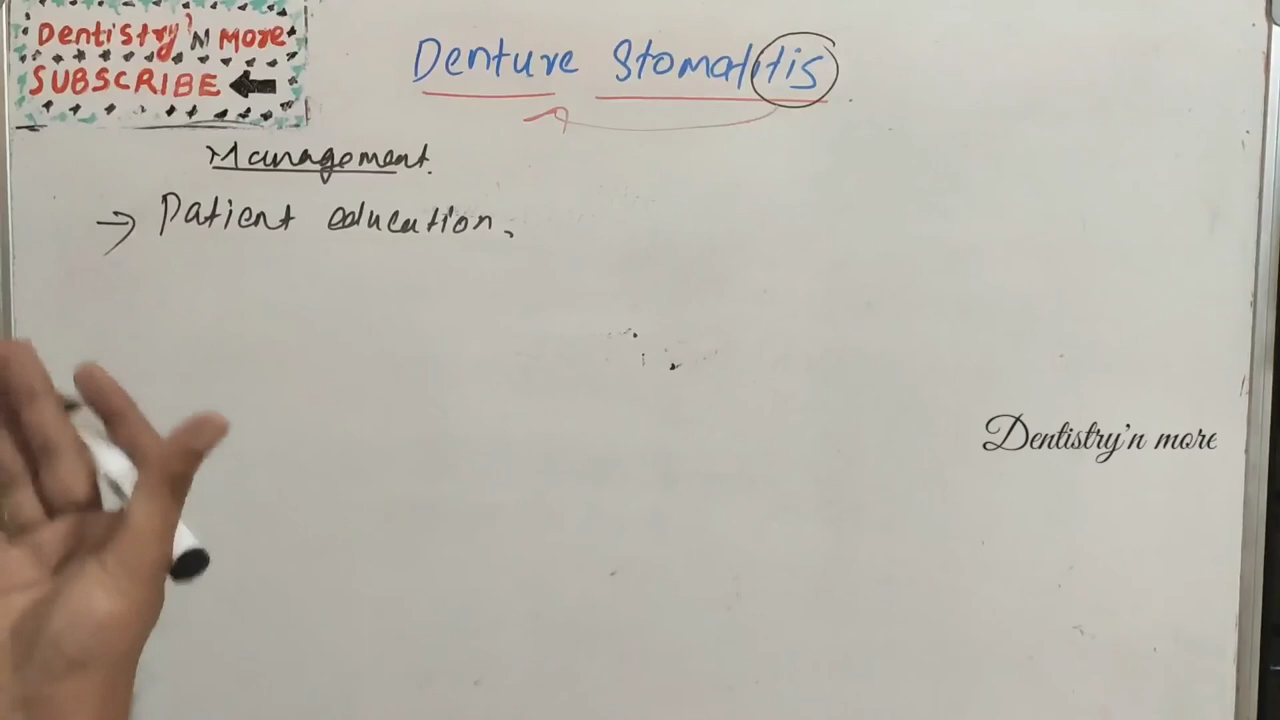 Dentistry'N MORE
SUBSCRIBE
Denture Stomatitis
Management.
→ Patient education.
Dentistry'n more